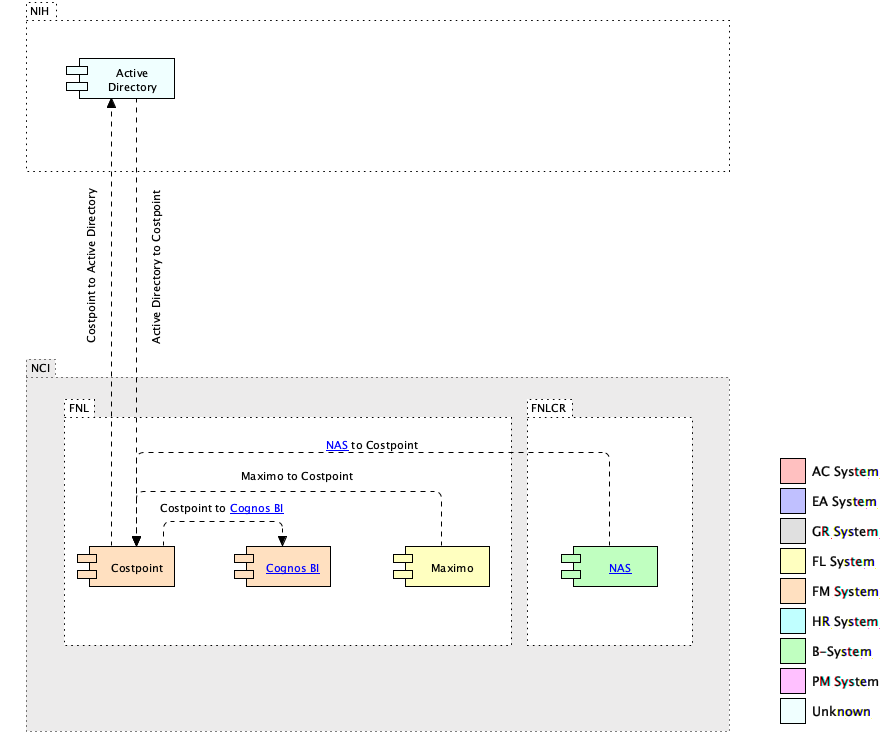 NIH
Active
Directory
Costpoint to Active Directory
Active Directory to Costpoint
NCI
FNL
FNLCR
NAS to Costpoint
Maximo to Costpoint
Costpoint to Cognos BI
Costpoint
Cognos BI
Maximo
NAS
AC System
EA System
GR System
FL System
FM System
HR System
B-System
PM System
Unknown